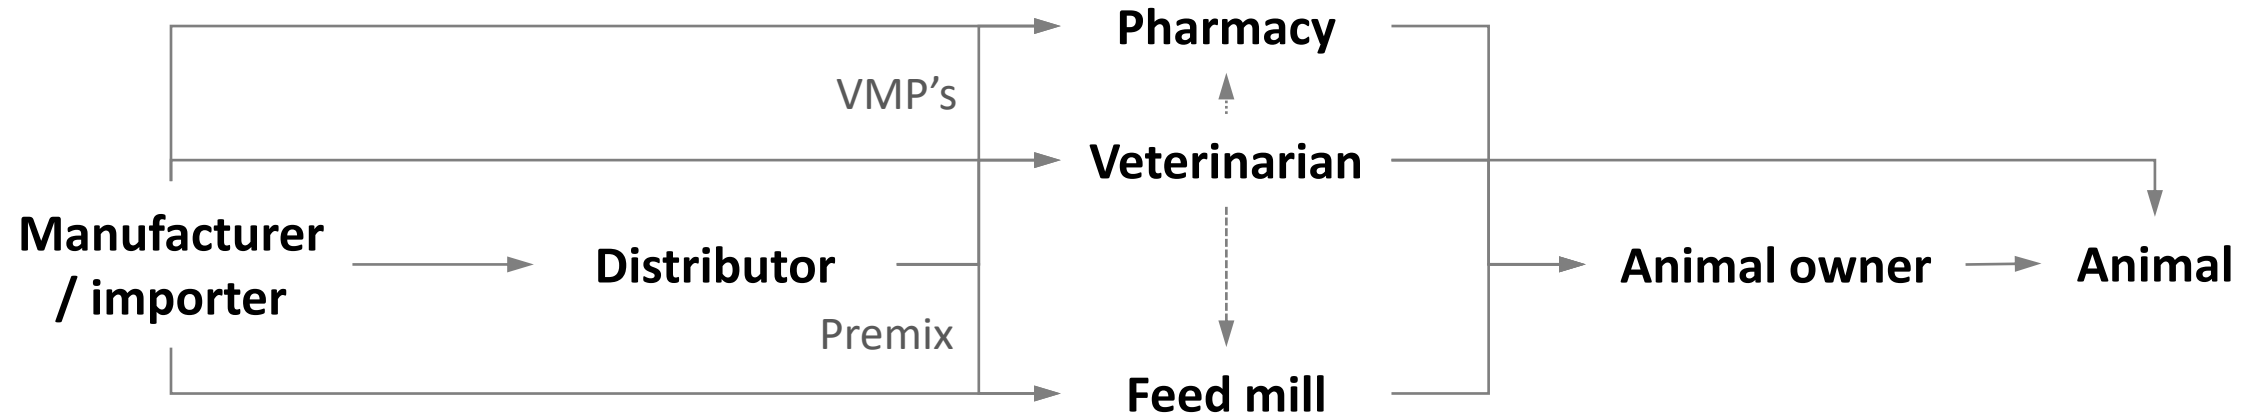 Pharmacy
VMP’s
Veterinarian
Manufacturer
/ importer
Distributor
Animal owner
Animal
Premix
Feed mill